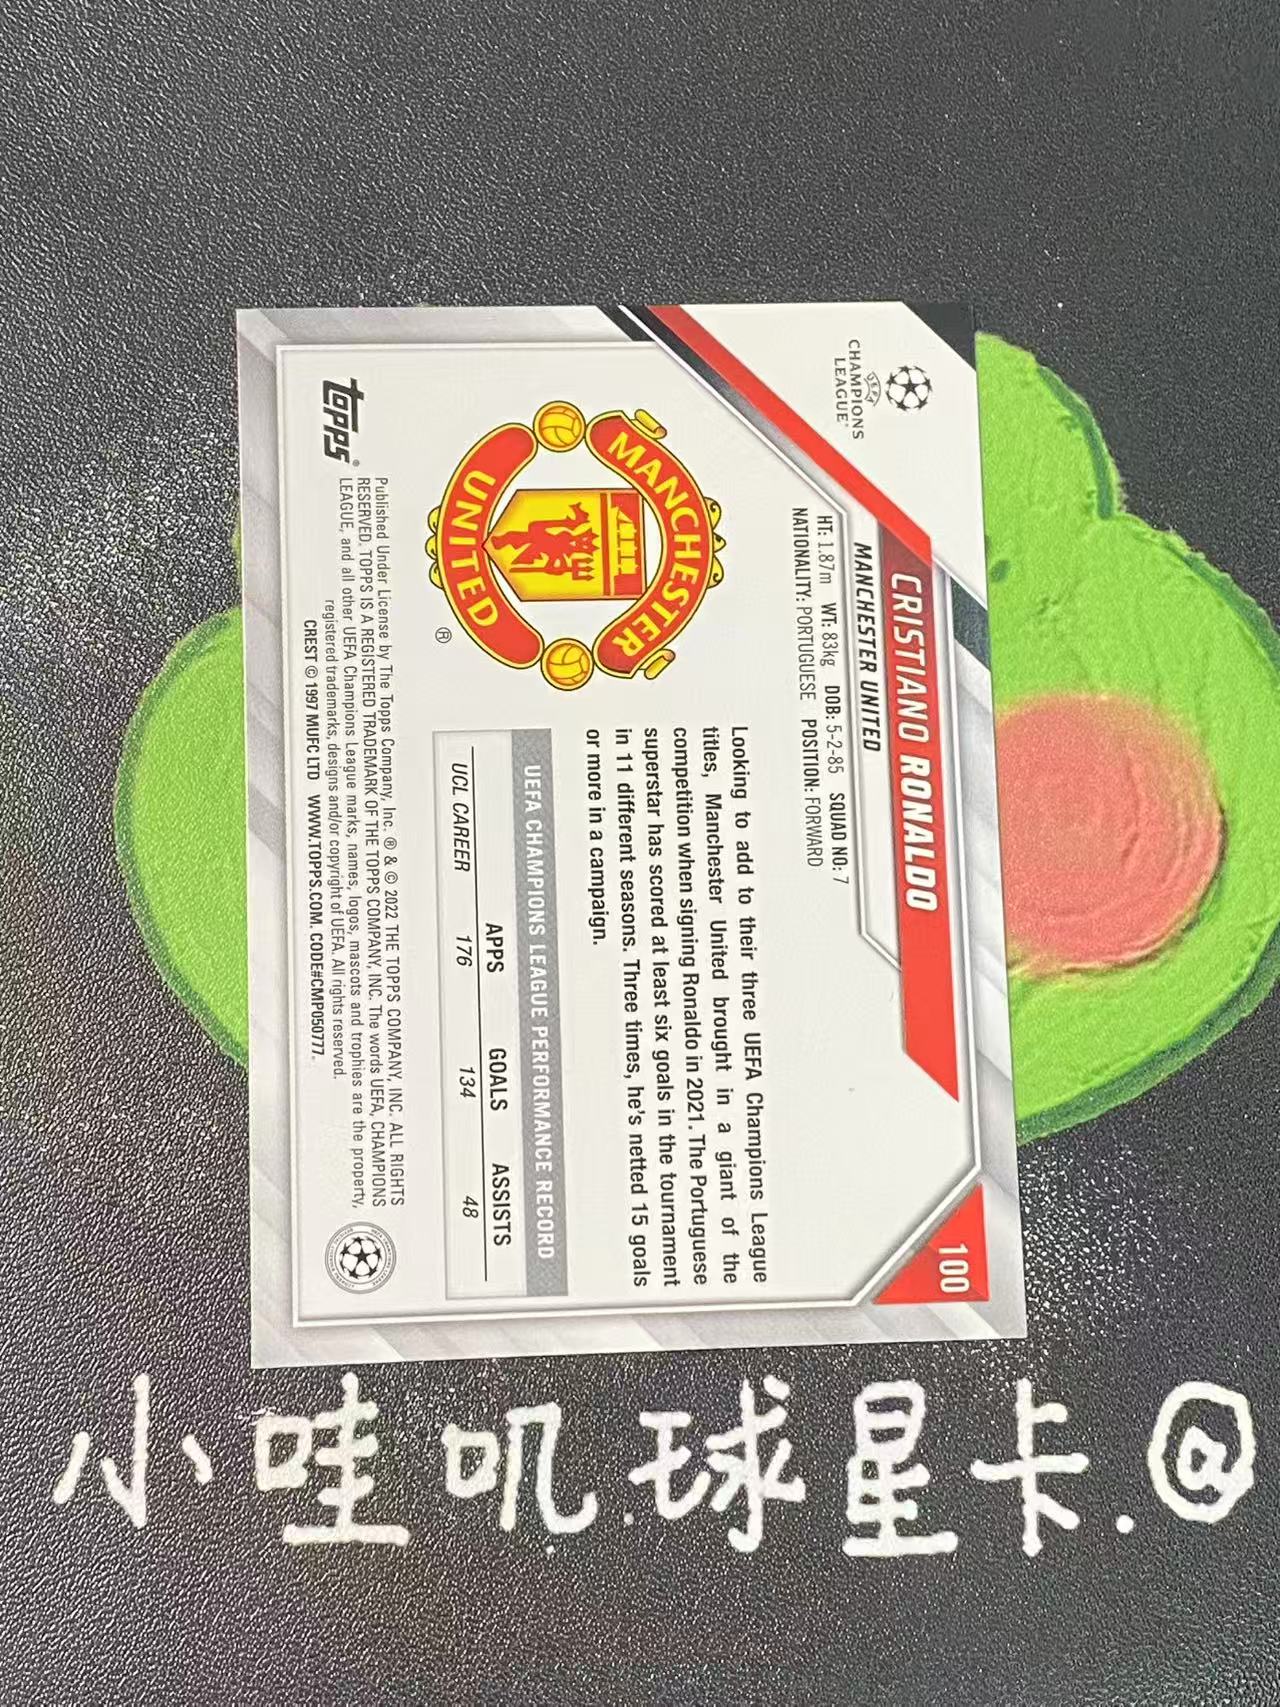 100
CHAMPIONS
UEFA
LEAGUE®
CRISTIANO RONALDO
MANCHESTER UNITED
HT: 1.87m WT: 83kg DOB: 5-2-85 SQUAD NO: 7
NATIONALITY: PORTUGUESE POSITION: FORWARD
MANCHESTER
UNITED
®
Looking to add to their three UEFA Champions League
titles, Manchester United brought in a giant of the
competition when signing Ronaldo in 2021. The Portuguese
superstar has scored at least six goals in the tournament
in 11 different seasons. Three times, he's netted 15 goals
or more in a campaign.
UEFA CHAMPIONS LEAGUE PERFORMANCE RECORD
APPS GOALS ASSISTS
UCL CAREER 176 134 48
topps®
Published Under License by The Topps Company, Inc. ® & © 2022 THE TOPPS COMPANY, INC. ALL RIGHTS
RESERVED. TOPPS IS A REGISTERED TRADEMARK OF THE TOPPS COMPANY, INC. The words UEFA, CHAMPIONS
LEAGUE, and all other UEFA Champions League marks, names, logos, mascots and trophies are the property,
registered trademarks, designs and/or copyright of UEFA. All rights reserved.
CREST © 1997 MUFC LTD WWW.TOPPS.COM. CODE#CMP050777.
小哇叽.球星卡.@